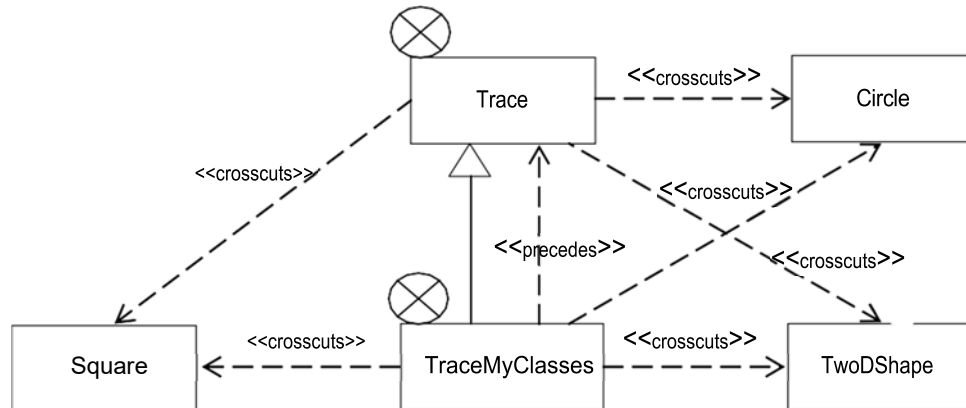 <<crosscuts>>
Trace
Circle
<<crosscuts>>
<<crosscuts>>
<<precedes>>
<<crosscuts>>
Square
<<crosscuts>>
TraceMyClasses
<<crosscuts>>
TwoDShape